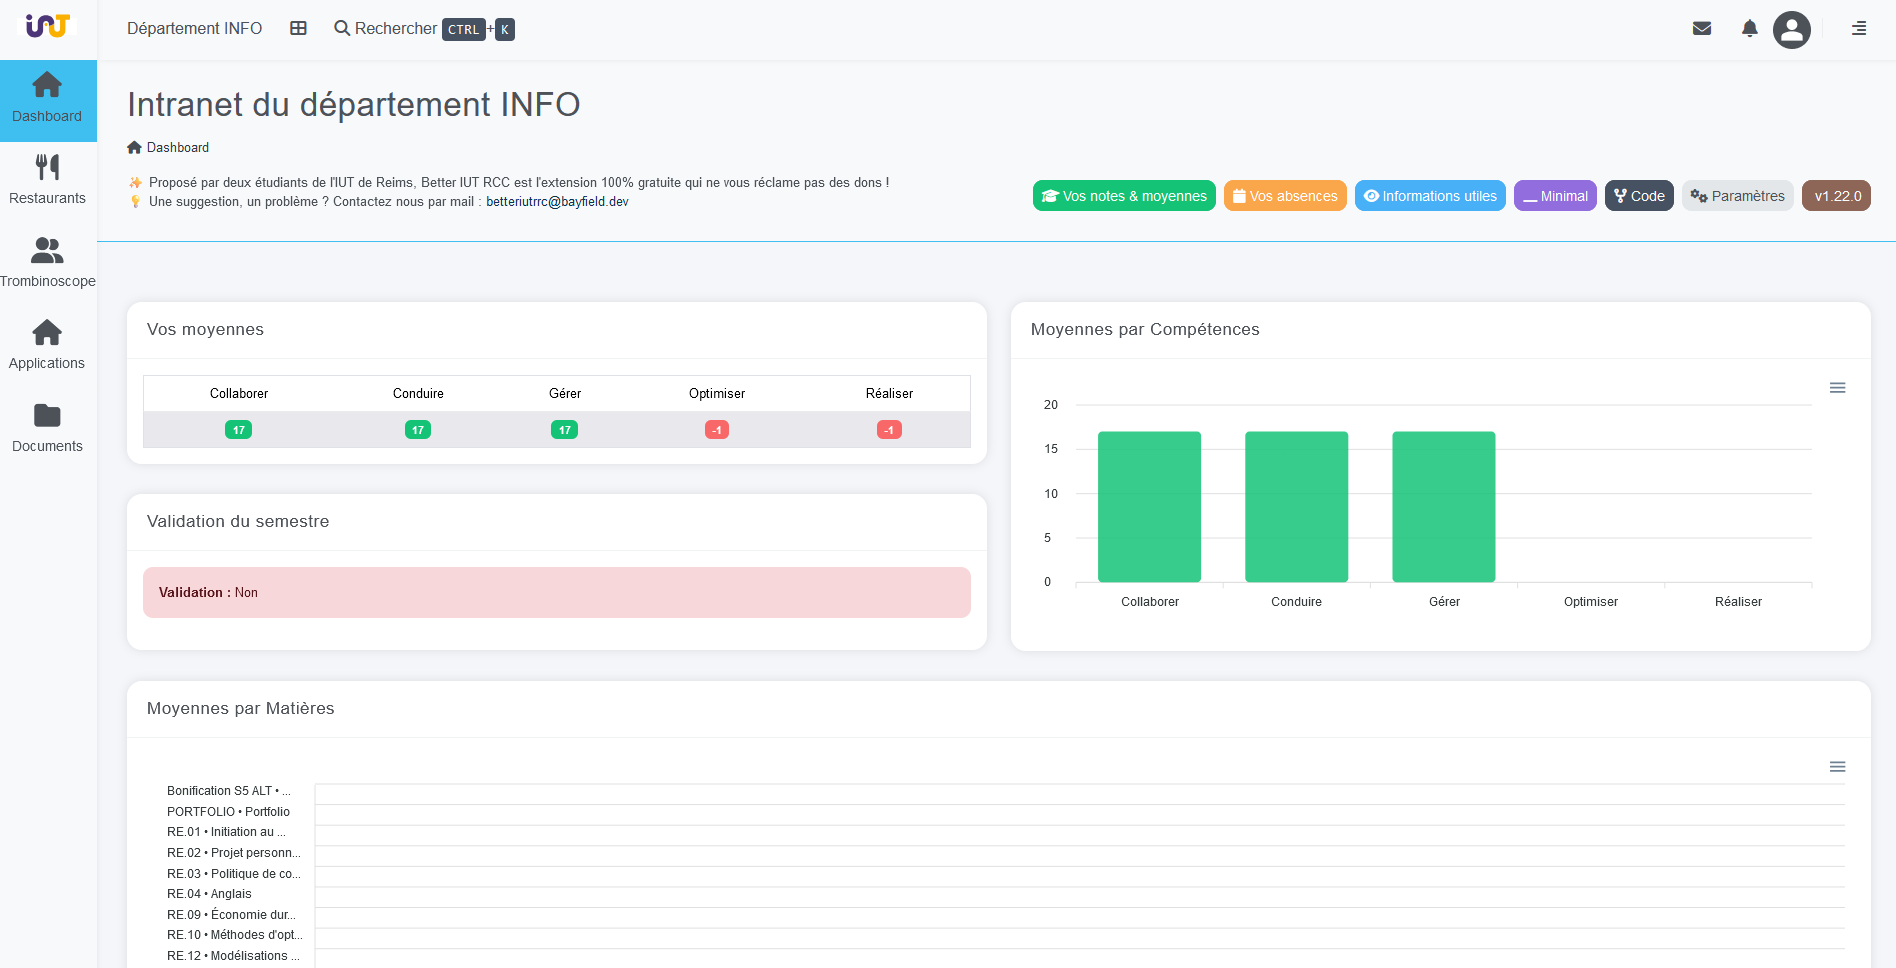 iUT
Département INFO
Rechercher CTRL+K
Dashboard
Restaurants
Trombinoscope
Applications
Documents
Intranet du département INFO
Dashboard
✨ Proposé par deux étudiants de l'IUT de Reims, Better IUT RCC est l'extension 100% gratuite qui ne vous réclame pas des dons !
💡 Une suggestion, un problème ? Contactez nous par mail : betteriutrrc@bayfield.dev
Vos notes & moyennes
Vos absences
Informations utiles
Minimal
Code
Paramètres
v1.22.0
Vos moyennes
Collaborer Conduire Gérer Optimiser Réaliser
17 17 17 -1 -1
Validation du semestre
Validation : Non
Moyennes par Compétences
20
15
10
5
0
Collaborer Conduire Gérer Optimiser Réaliser
Moyennes par Matières
Bonification S5 ALT • ...
PORTFOLIO • Portfolio
RE.01 • Initiation au ...
RE.02 • Projet personn...
RE.03 • Politique de co...
RE.04 • Anglais
RE.09 • Économie dur...
RE.10 • Méthodes d'opt...
RE.12 • Modélisations ...